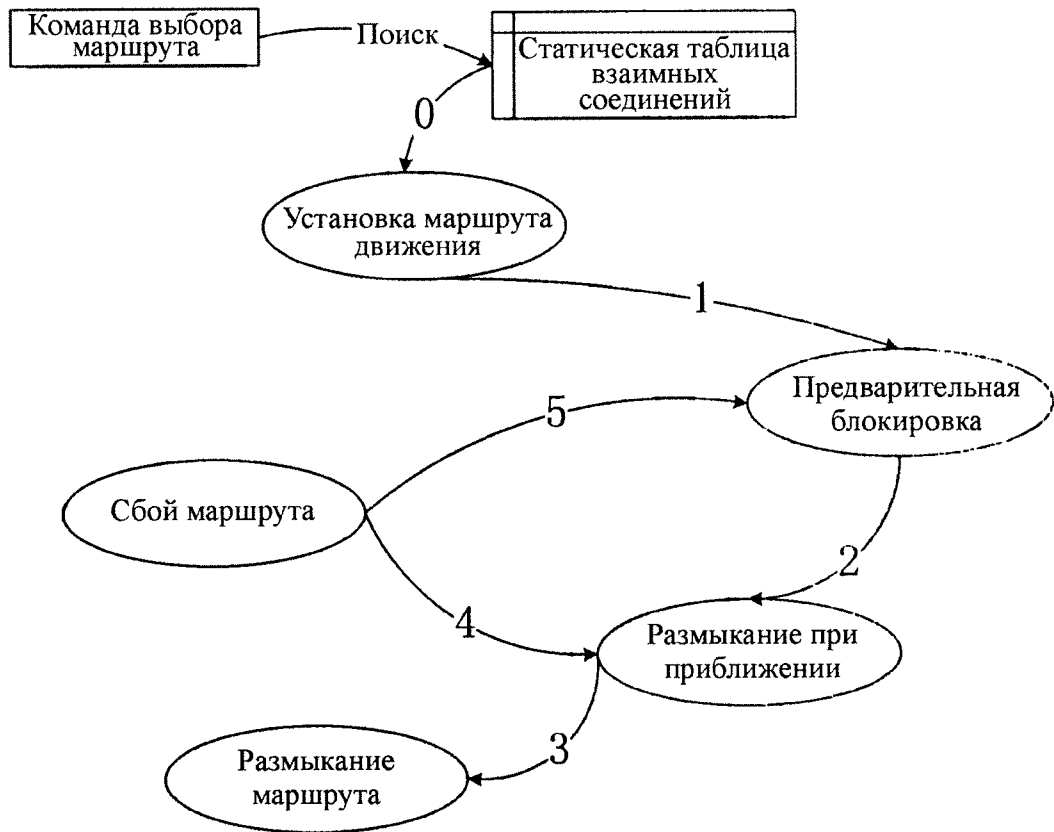 Команда выбора
маршрута
Поиск
Статическая таблица
взаимных
соединений
0
Установка маршрута
движения
1
Предварительная
блокировка
5
Сбой маршрута
2
4
Размыкание при
приближении
3
Размыкание
маршрута